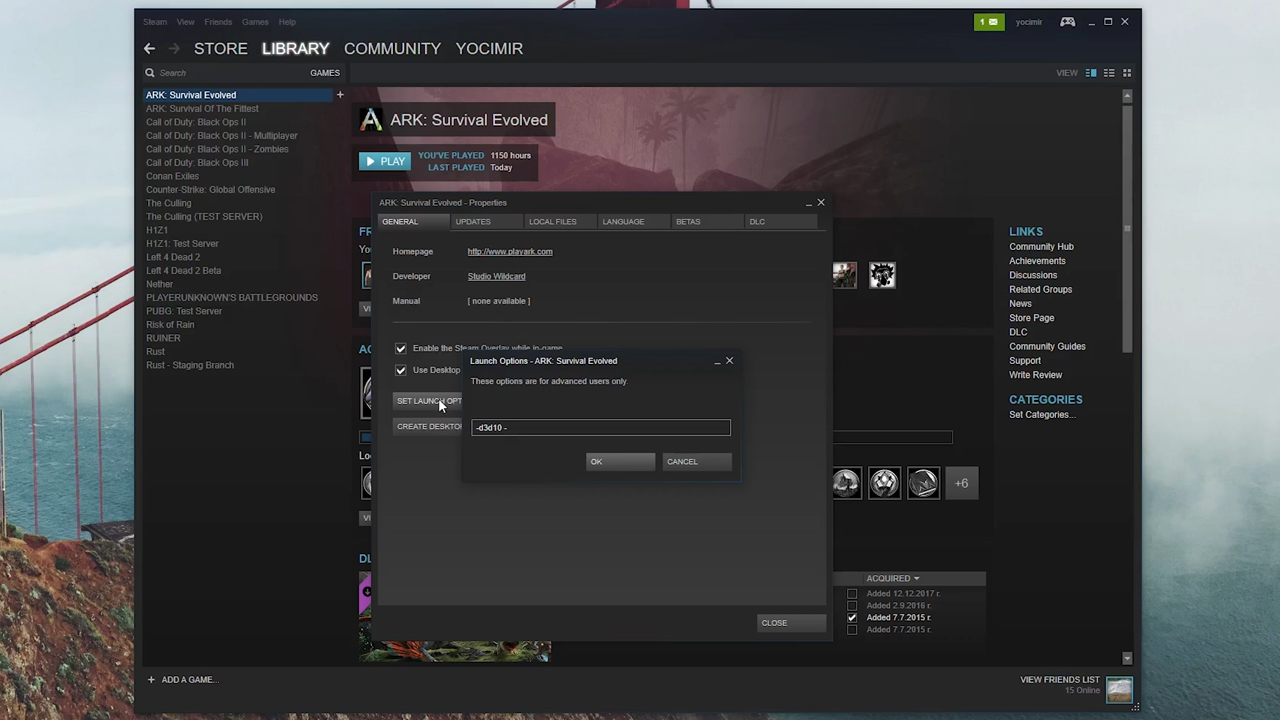 Steam View Friends Games Help
1 yocimir
STORE LIBRARY COMMUNITY YOCIMIR
Search GAMES VIEW
ARK: Survival Evolved +
ARK: Survival Of The Fittest
Call of Duty: Black Ops II
Call of Duty: Black Ops II - Multiplayer
Call of Duty: Black Ops II - Zombies
Call of Duty: Black Ops III
Conan Exiles
Counter-Strike: Global Offensive
The Culling
The Culling (TEST SERVER)
H1Z1
H1Z1: Test Server
Left 4 Dead 2
Left 4 Dead 2 Beta
Nether
PLAYERUNKNOWN'S BATTLEGROUNDS
PUBG: Test Server
Risk of Rain
RUINER
Rust
Rust - Staging Branch
ARK: Survival Evolved
PLAY
YOU'VE PLAYED 1150 hours
LAST PLAYED Today
ARK: Survival Evolved - Properties
GENERAL UPDATES LOCAL FILES LANGUAGE BETAS DLC
Homepage http://www.playark.com
Developer Studio Wildcard
Manual [ none available ]
Enable the Steam Overlay while in-game
Use Desktop
SET LAUNCH OPT
CREATE DESKTO
Launch Options - ARK: Survival Evolved
These options are for advanced users only.
-d3d10 -
OK CANCEL
CLOSE
FR
Yo
VI
AC
Lo
VI
DL
+6
LINKS
Community Hub
Achievements
Discussions
Related Groups
News
Store Page
DLC
Community Guides
Support
Write Review
CATEGORIES
Set Categories...
ACQUIRED
Added 12.12.2017 г.
Added 2.9.2016 г.
Added 7.7.2015 г.
Added 7.7.2015 г.
+ ADD A GAME...
VIEW FRIENDS LIST
15 Online